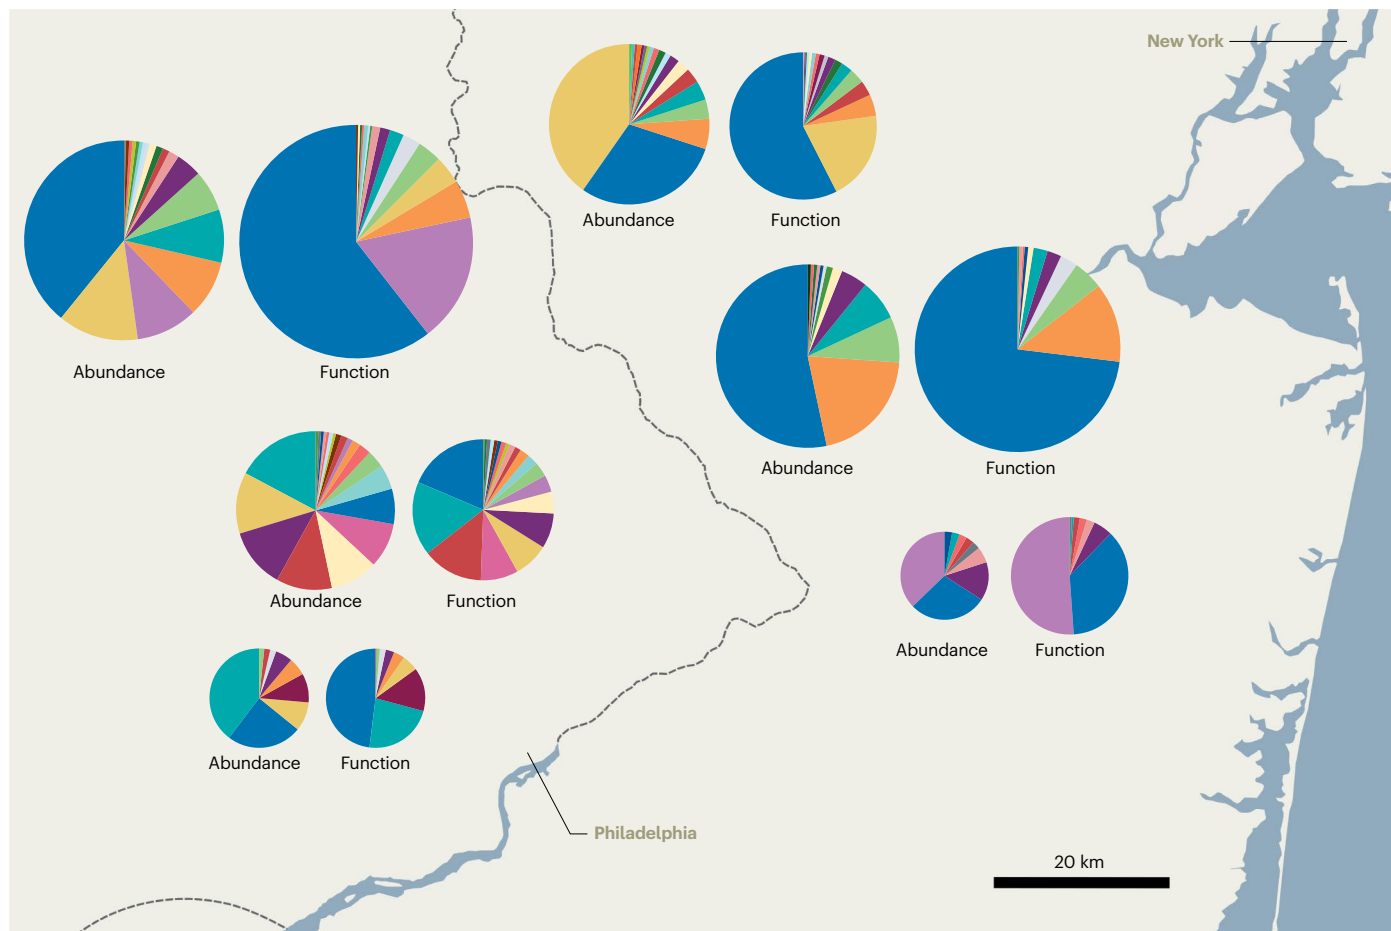 New York
Abundance
Function
Abundance
Function
Abundance
Function
Abundance
Function
Abundance
Function
Abundance
Function
Philadelphia
20 km